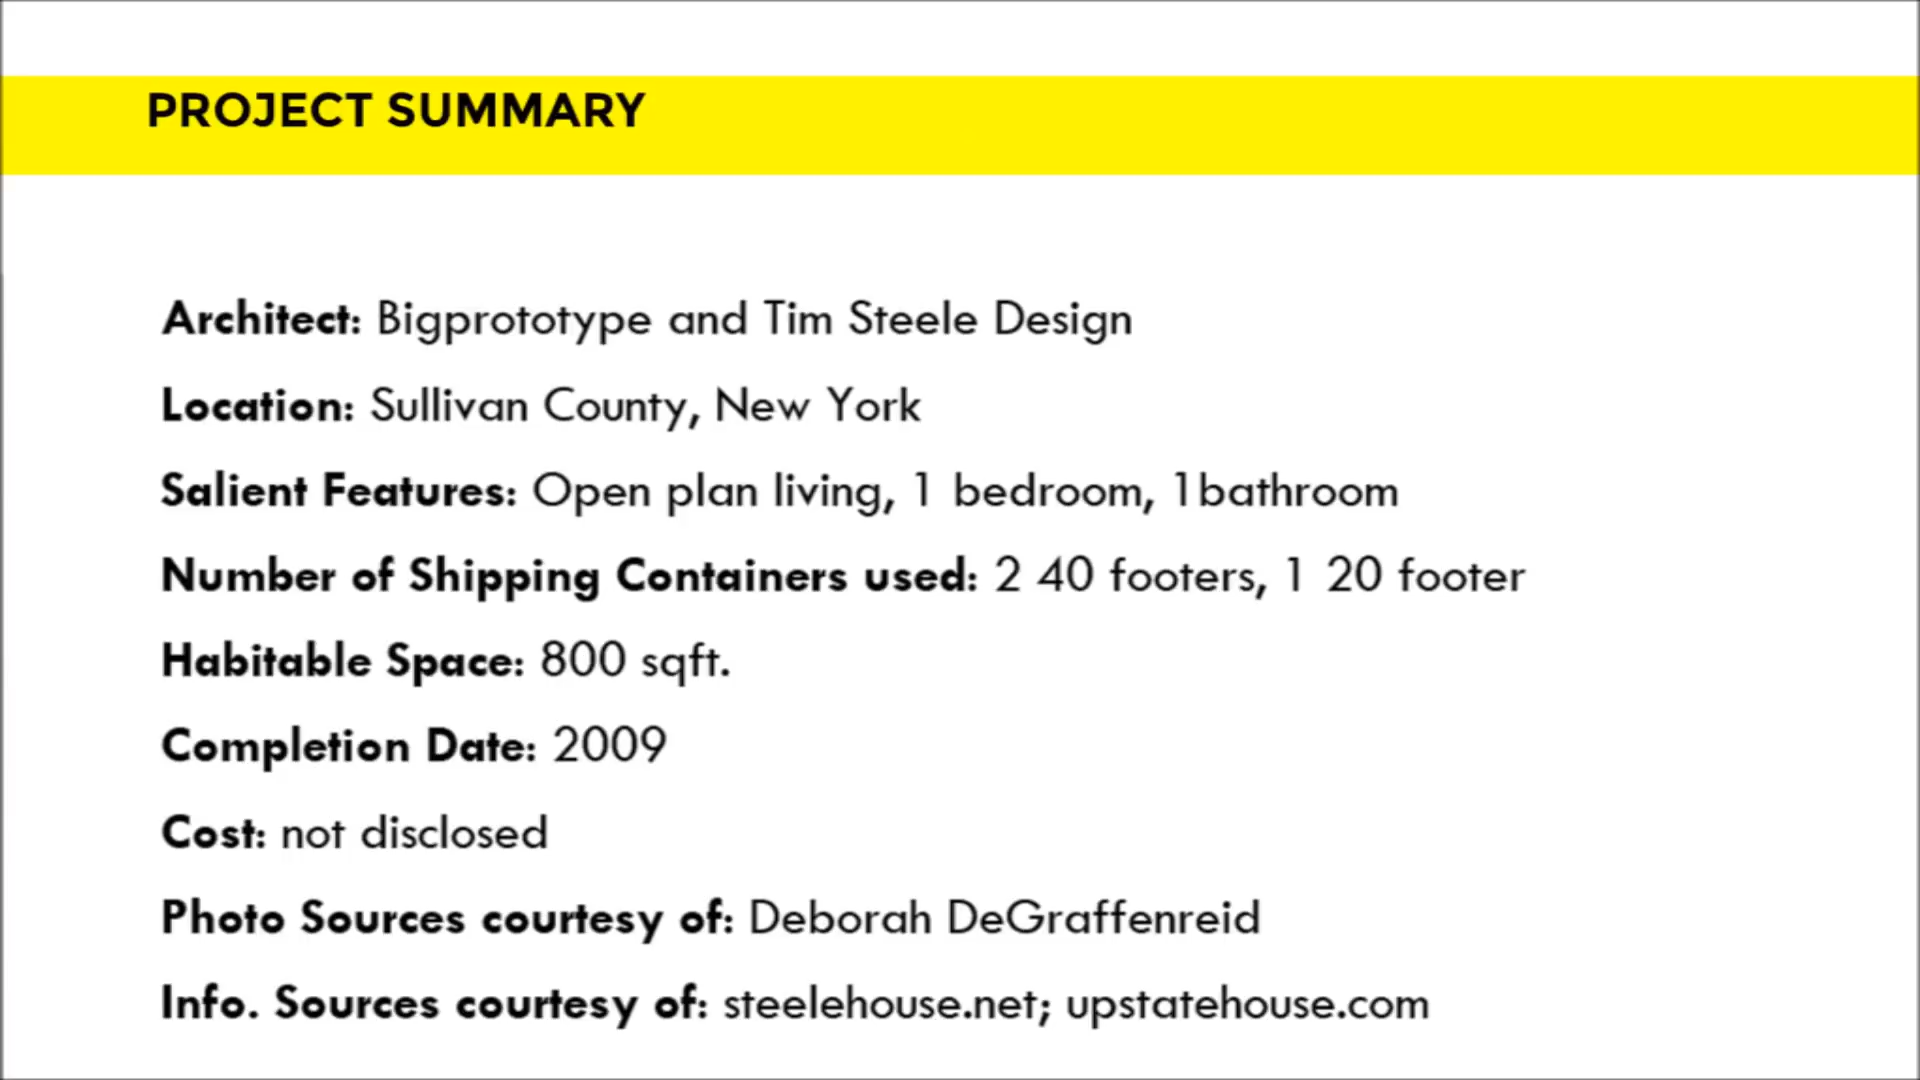 PROJECT SUMMARY
Architect: Bigprototype and Tim Steele Design
Location: Sullivan County, New York
Salient Features: Open plan living, 1 bedroom, 1bathroom
Number of Shipping Containers used: 2 40 footers, 1 20 footer
Habitable Space: 800 sqft.
Completion Date: 2009
Cost: not disclosed
Photo Sources courtesy of: Deborah DeGraffenreid
Info. Sources courtesy of: steelehouse.net; upstatehouse.com